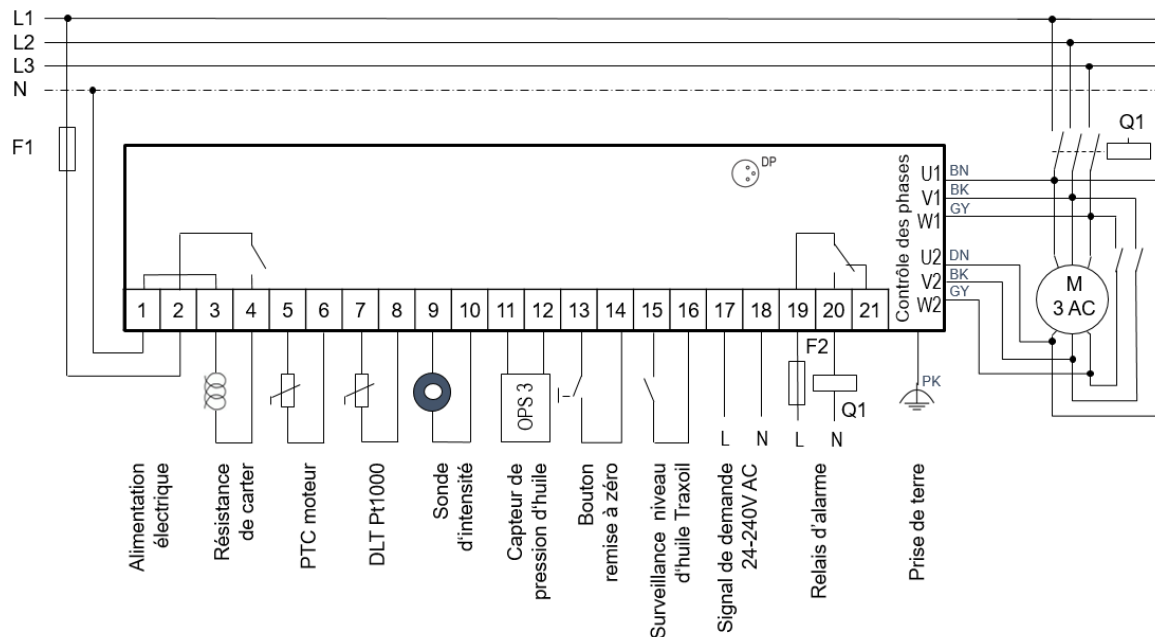 L1
L2
L3
N
F1
Q1
DP
Contrôle des phases
U1
BN
V1
BK
W1
GY
U2
DN
V2
BK
W2
GY
M
3 AC
1 2 3 4 5 6 7 8 9 10 11 12 13 14 15 16 17 18 19 20 21
F2
OPS 3
Q1
PK
L
N
L
N
Alimentation
électrique
Résistance
de carter
PTC moteur
DLT Pt1000
Sonde
d'intensité
Capteur de
pression d'huile
Bouton
remise à zéro
Surveillance niveau
d'huile Traxoil
Signal de demande
24-240V AC
Relais d'alarme
Prise de terre